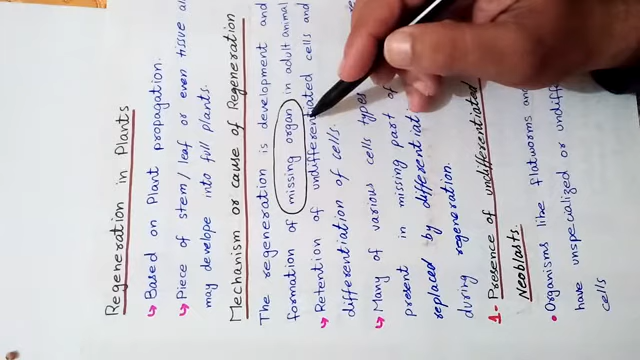 Regeneration in Plants
↳ Based on Plant propagation.
↳ Piece of stem/leaf or even tissue al
may develope into full plants.
Mechanism or cause of Regeneration
The regeneration is development and
formation of missing organ in adult animal
↳ Retention of undifferentiated cells and
differentiation of cells.
↳ Many of various cells types
present in missing part of
replaced by differentiat
during regeneration.
1- Presence of undifferentiated
Neoblasts.
• Organisms like flatworms an
have unspecialized or undiff
cells